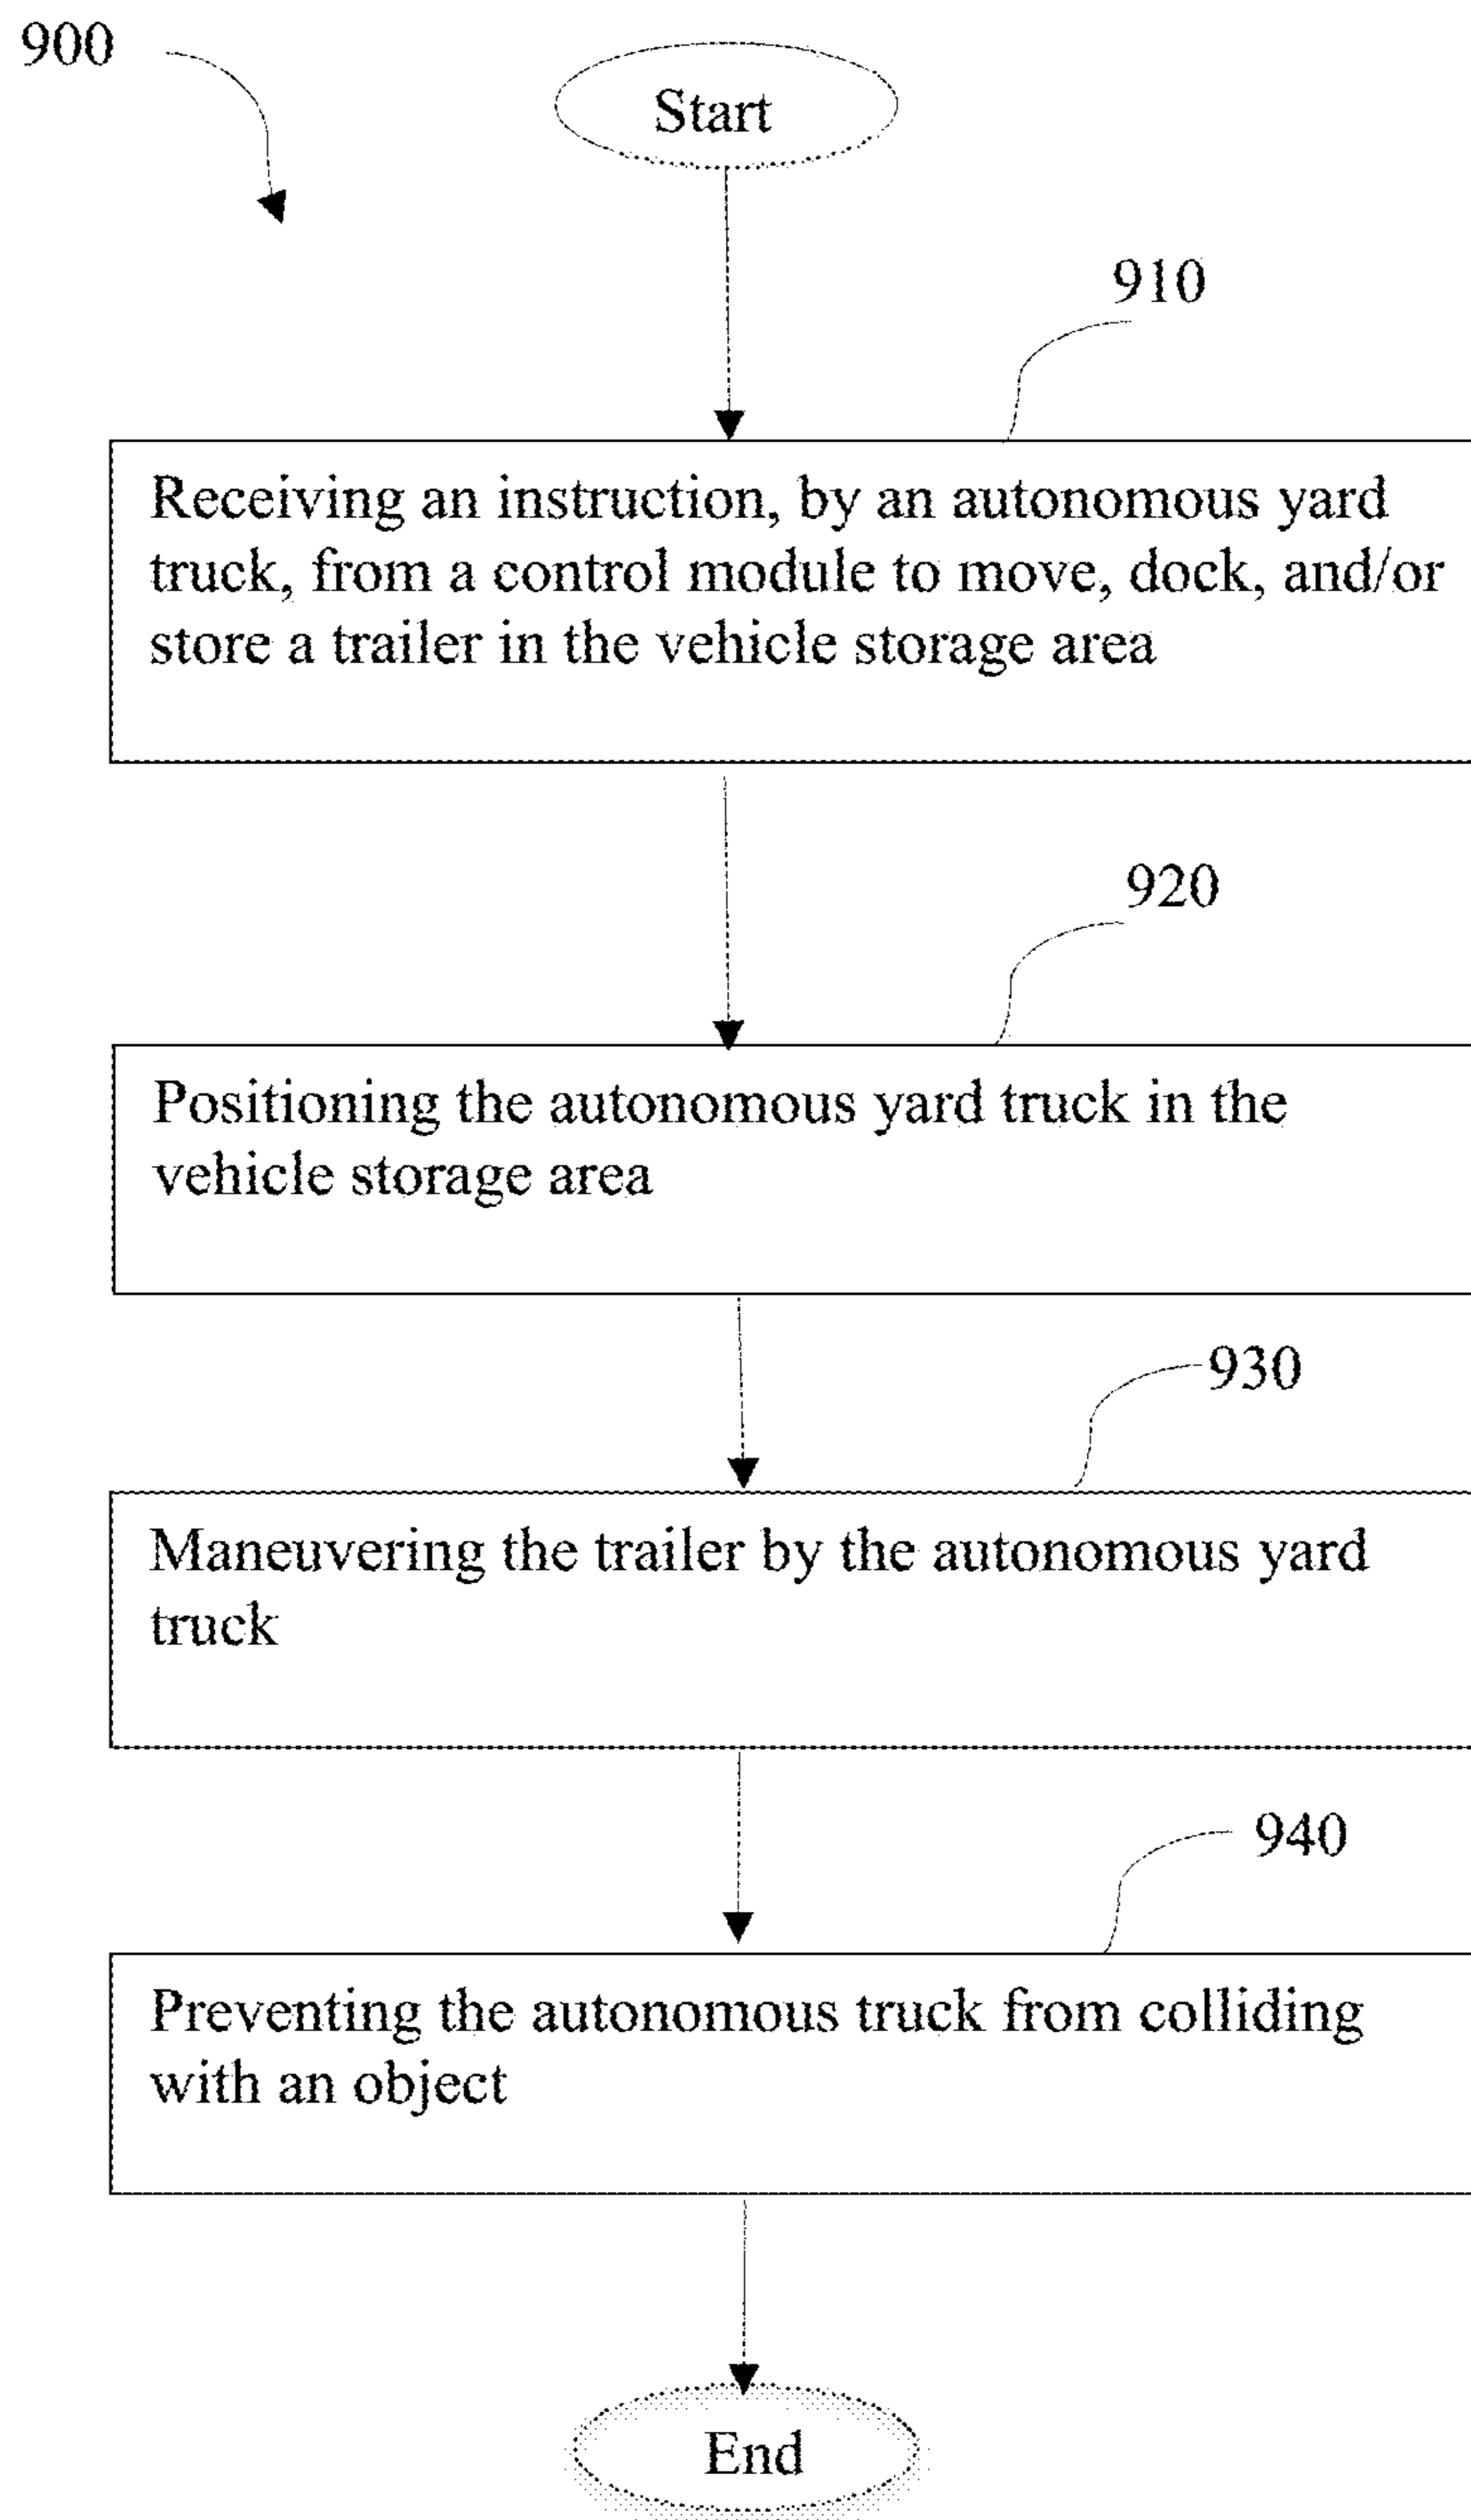 900
Start
910
Receiving an instruction, by an autonomous yard
truck, from a control module to move, dock, and/or
store a trailer in the vehicle storage area
920
Positioning the autonomous yard truck in the
vehicle storage area
930
Maneuvering the trailer by the autonomous yard
truck
940
Preventing the autonomous truck from colliding
with an object
End